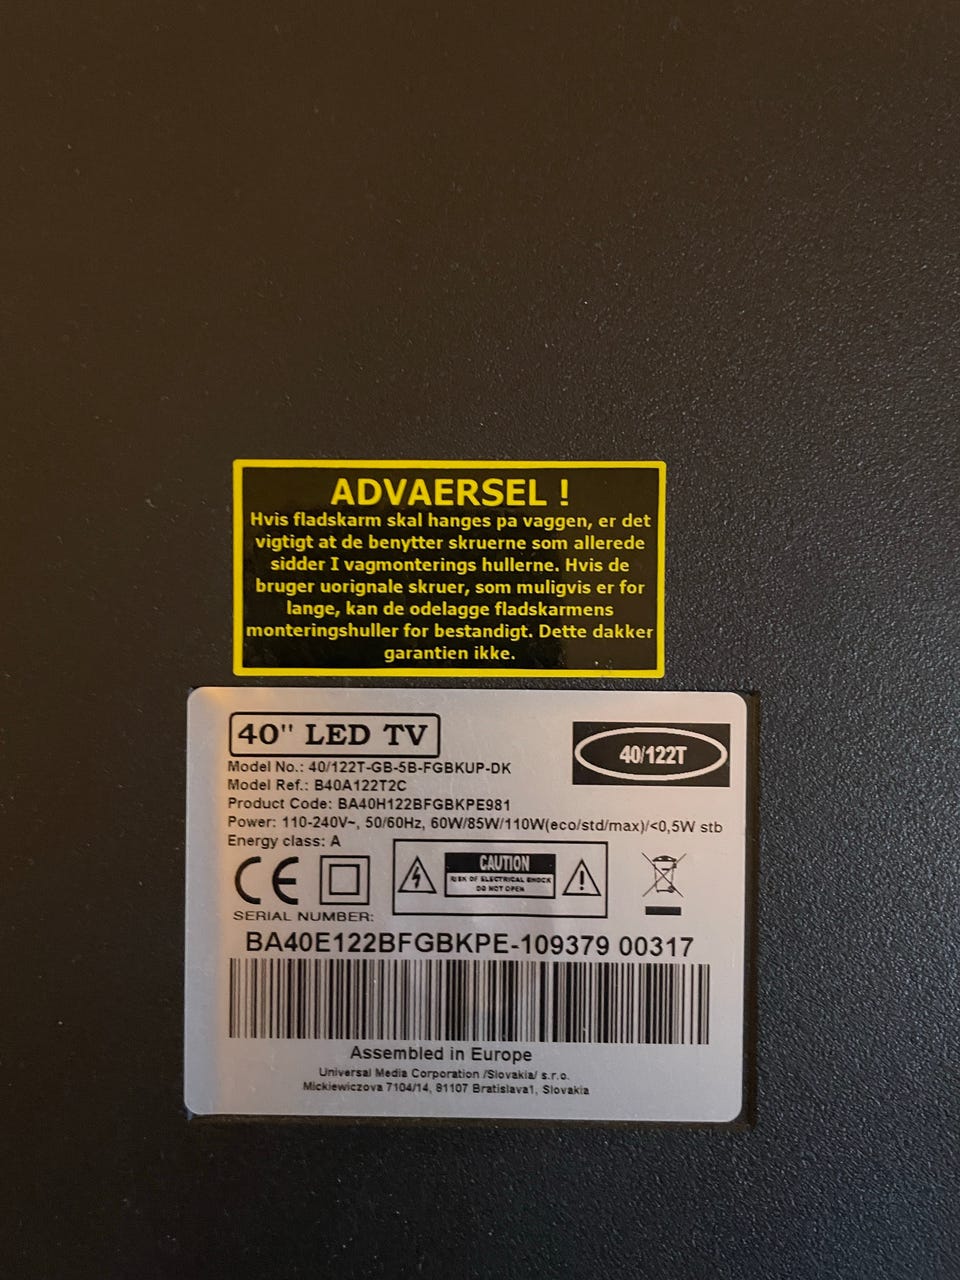 ADVAERSEL !
Hvis fladskarm skal hanges pa vaggen, er det
vigtigt at de benytter skruerne som allerede
sidder I vagmonterings hullerne. Hvis de
bruger uorignale skruer, som muligvis er for
lange, kan de odelagge fladskarmens
monteringshuller for bestandigt. Dette dakker
garantien ikke.
40" LED TV
40/122T
Model No.: 40/122T-GB-5B-FGBKUP-DK
Model Ref.: B40A122T2C
Product Code: BA40H122BFGBKPE981
Power: 110-240V~, 50/60Hz, 60W/85W/110W(eco/std/max)/<0,5W stb
Energy class: A
CE
CAUTION
RISK OF ELECTRICAL SHOCK
DO NOT OPEN
SERIAL NUMBER:
BA40E122BFGBKPE-109379 00317
Assembled in Europe
Universal Media Corporation /Slovakia/ s.r.o.
Mickiewiczova 7104/14, 81107 Bratislava1, Slovakia